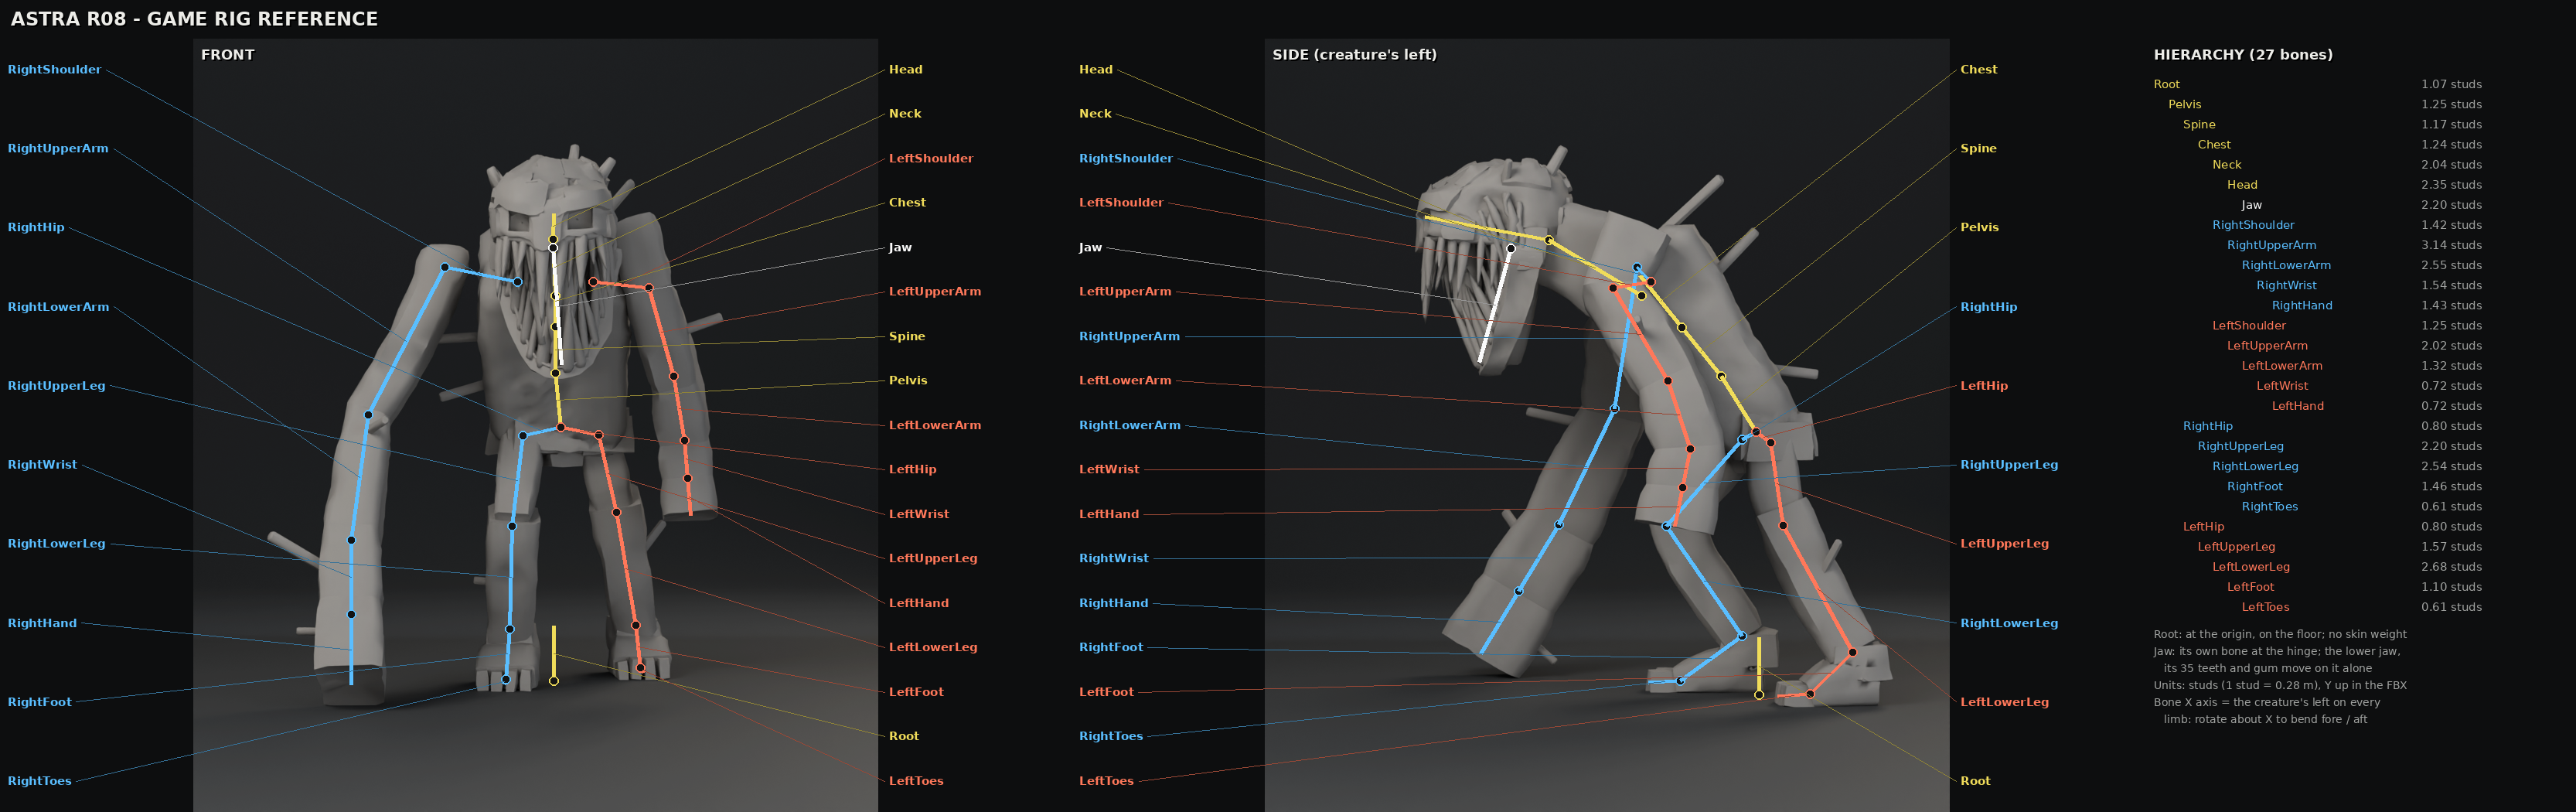 ASTRA R08 - GAME RIG REFERENCE
FRONT
RightShoulder
RightUpperArm
RightHip
RightLowerArm
RightUpperLeg
RightWrist
RightLowerLeg
RightHand
RightFoot
RightToes
Head
Neck
LeftShoulder
Chest
Jaw
LeftUpperArm
Spine
Pelvis
LeftLowerArm
LeftHip
LeftWrist
LeftUpperLeg
LeftHand
LeftLowerLeg
LeftFoot
Root
LeftToes
SIDE (creature's left)
Head
Neck
RightShoulder
LeftShoulder
Jaw
LeftUpperArm
RightUpperArm
LeftLowerArm
RightLowerArm
LeftWrist
LeftHand
RightWrist
RightHand
RightFoot
LeftFoot
RightToes
LeftToes
Chest
Spine
Pelvis
RightHip
LeftHip
RightUpperLeg
LeftUpperLeg
RightLowerLeg
LeftLowerLeg
Root
HIERARCHY (27 bones)
Root 1.07 studs
Pelvis 1.25 studs
Spine 1.17 studs
Chest 1.24 studs
Neck 2.04 studs
Head 2.35 studs
Jaw 2.20 studs
RightShoulder 1.42 studs
RightUpperArm 3.14 studs
RightLowerArm 2.55 studs
RightWrist 1.54 studs
RightHand 1.43 studs
LeftShoulder 1.25 studs
LeftUpperArm 2.02 studs
LeftLowerArm 1.32 studs
LeftWrist 0.72 studs
LeftHand 0.72 studs
RightHip 0.80 studs
RightUpperLeg 2.20 studs
RightLowerLeg 2.54 studs
RightFoot 1.46 studs
RightToes 0.61 studs
LeftHip 0.80 studs
LeftUpperLeg 1.57 studs
LeftLowerLeg 2.68 studs
LeftFoot 1.10 studs
LeftToes 0.61 studs
Root: at the origin, on the floor; no skin weight
Jaw: its own bone at the hinge; the lower jaw,
its 35 teeth and gum move on it alone
Units: studs (1 stud = 0.28 m), Y up in the FBX
Bone X axis = the creature's left on every
limb: rotate about X to bend fore / aft